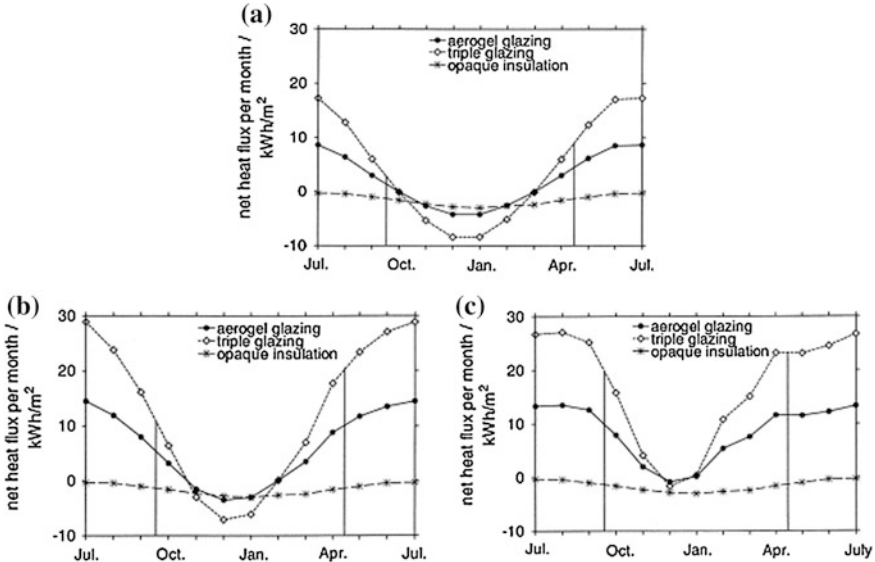 (a)
net heat flux per month /
kWh/m²
30
20
10
0
-10
aerogel glazing
triple glazing
opaque insulation
Jul. Oct. Jan. Apr. Jul.
(b)
net heat flux per month /
kWh/m²
30
20
10
0
-10
aerogel glazing
triple glazing
opaque insulation
Jul. Oct. Jan. Apr. Jul.
(c)
net heat flux per month /
kWh/m²
30
20
10
0
-10
aerogel glazing
triple glazing
opaque insulation
Jul. Oct. Jan. Apr. July